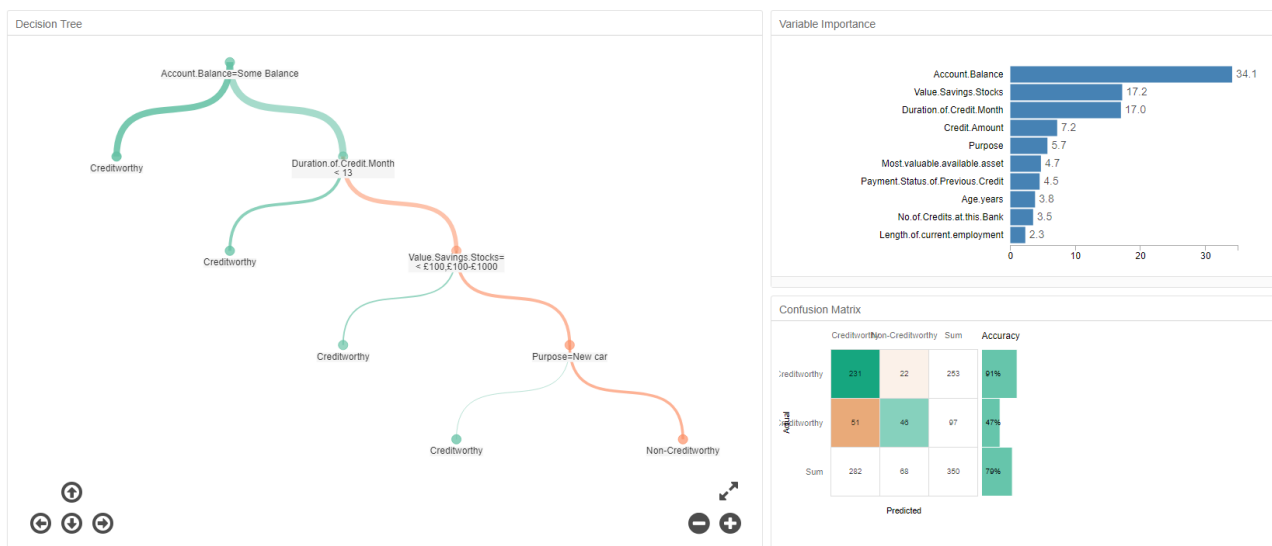 Decision Tree
Account.Balance=Some Balance
Creditworthy
Duration.of.Credit.Month
< 13
Creditworthy
Value.Savings.Stocks=
< £100,£100-£1000
Creditworthy
Purpose=New car
Creditworthy
Non-Creditworthy
Variable Importance
Account.Balance 34.1
Value.Savings.Stocks 17.2
Duration.of.Credit.Month 17.0
Credit.Amount 7.2
Purpose 5.7
Most.valuable.available.asset 4.7
Payment.Status.of.Previous.Credit 4.5
Age.years 3.8
No.of.Credits.at.this.Bank 3.5
Length.of.current.employment 2.3
0 10 20 30
Confusion Matrix
Creditworthy Non-Creditworthy Sum Accuracy
Creditworthy 231 22 253 91%
Actual
Creditworthy 51 46 97 47%
Sum 282 68 350 79%
Predicted